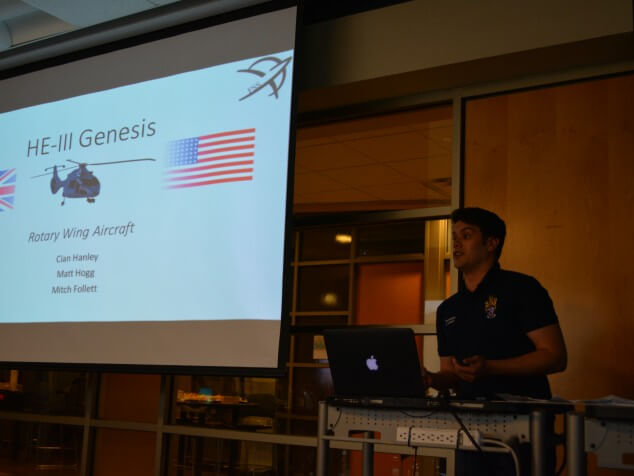 HE-III Genesis
Rotary Wing Aircraft
Cian Hanley
Matt Hogg
Mitch Follett